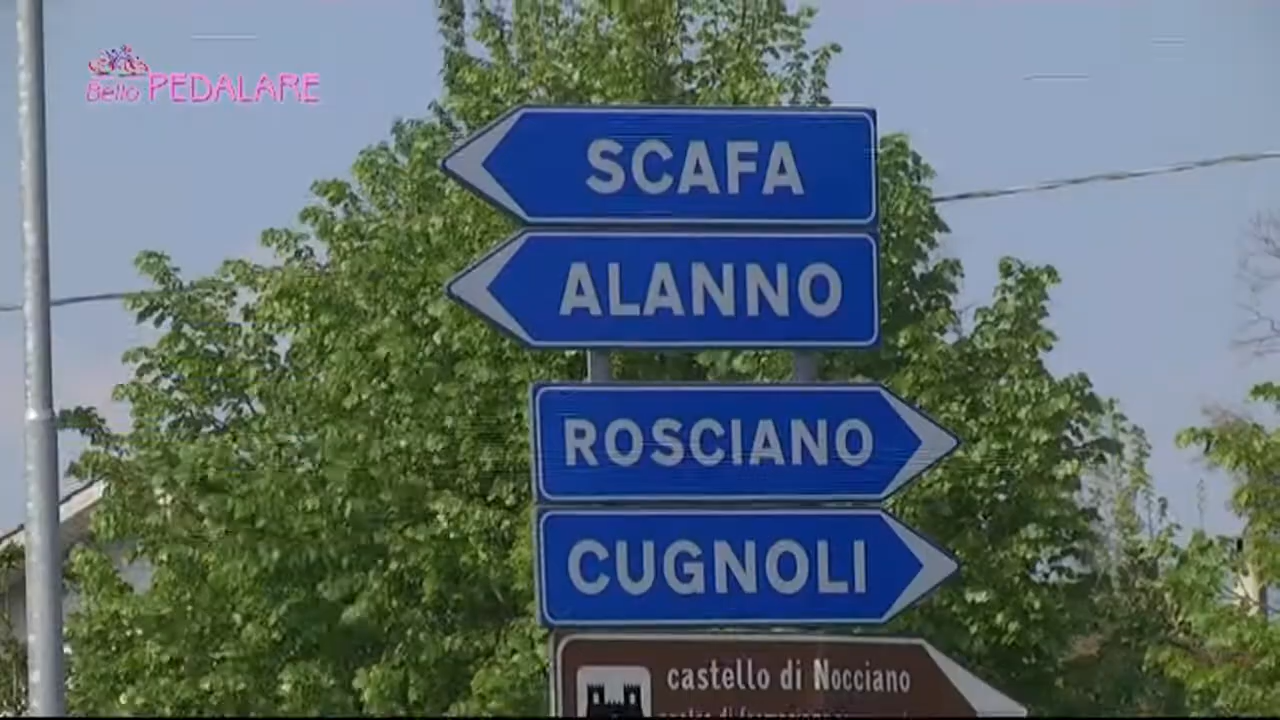 Bello PEDALARE
SCAFA
ALANNO
ROSCIANO
CUGNOLI
castello di Nocciano